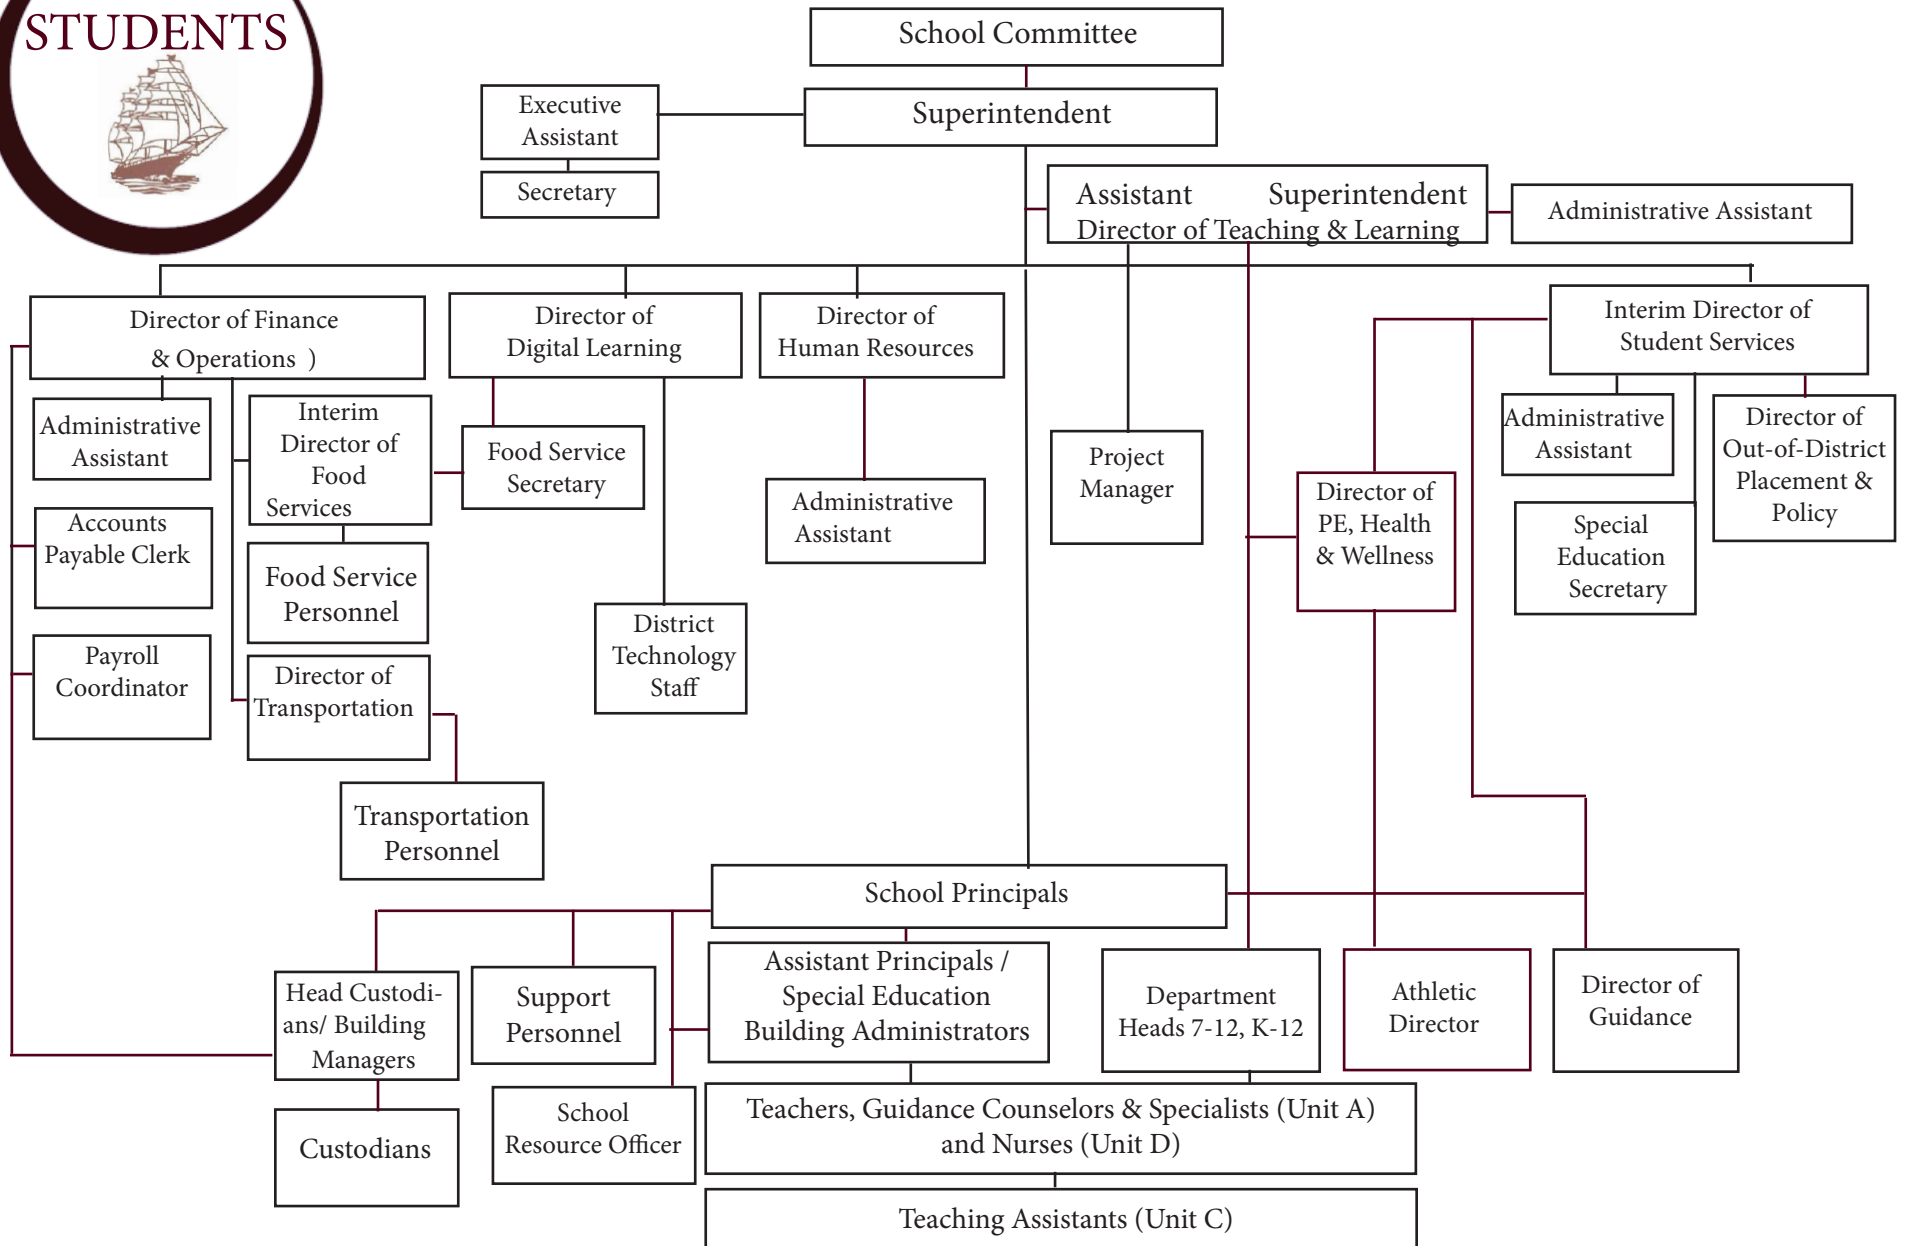 STUDENTS
School Committee
Executive
Assistant
Superintendent
Secretary
Assistant Superintendent
Director of Teaching & Learning
Administrative Assistant
Director of Finance
& Operations )
Director of
Digital Learning
Director of
Human Resources
Interim Director of
Student Services
Administrative
Assistant
Interim
Director of
Food
Services
Food Service
Secretary
Administrative
Assistant
Project
Manager
Director of
PE, Health
& Wellness
Administrative
Assistant
Director of
Out-of-District
Placement &
Policy
Accounts
Payable Clerk
Special
Education
Secretary
Food Service
Personnel
Payroll
Coordinator
Director of
Transportation
District
Technology
Staff
Transportation
Personnel
School Principals
Head Custodi-
ans/ Building
Managers
Support
Personnel
Assistant Principals /
Special Education
Building Administrators
Department
Heads 7-12, K-12
Athletic
Director
Director of
Guidance
Custodians
School
Resource Officer
Teachers, Guidance Counselors & Specialists (Unit A)
and Nurses (Unit D)
Teaching Assistants (Unit C)